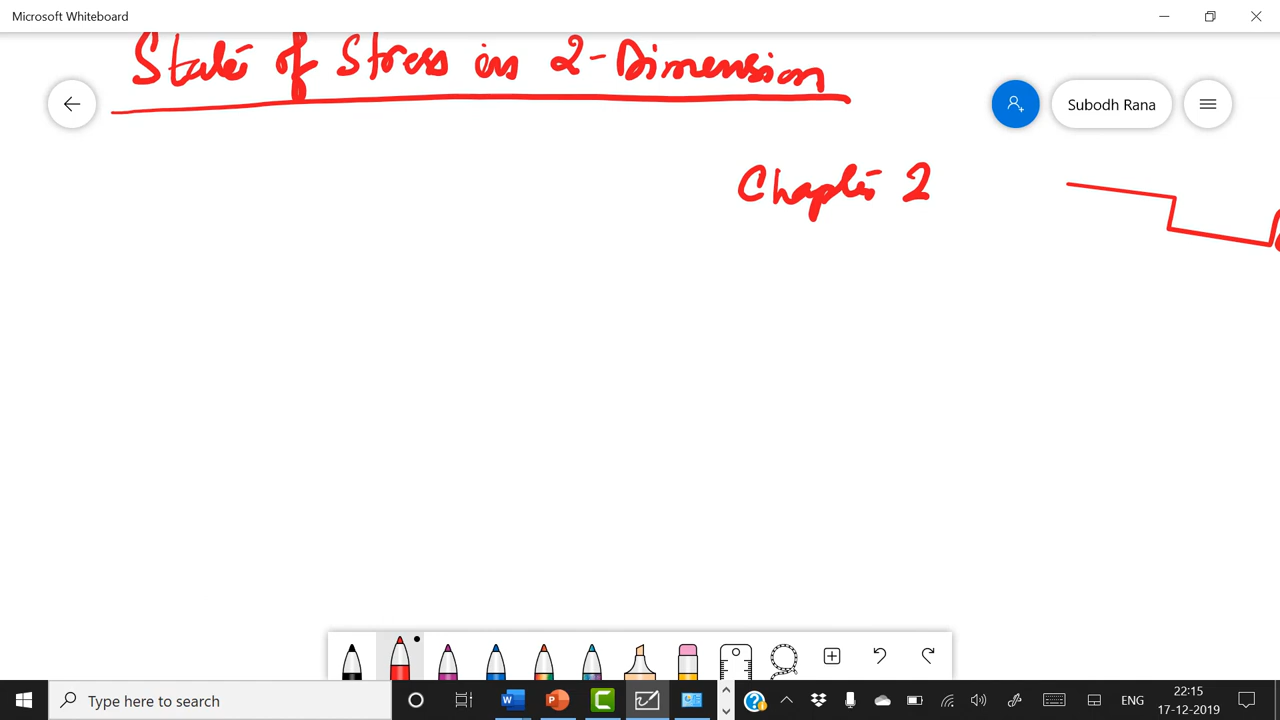 Microsoft Whiteboard
State of Stress in 2-Dimension
Subodh Rana
Chapter 2
Type here to search
ENG
22:15
17-12-2019